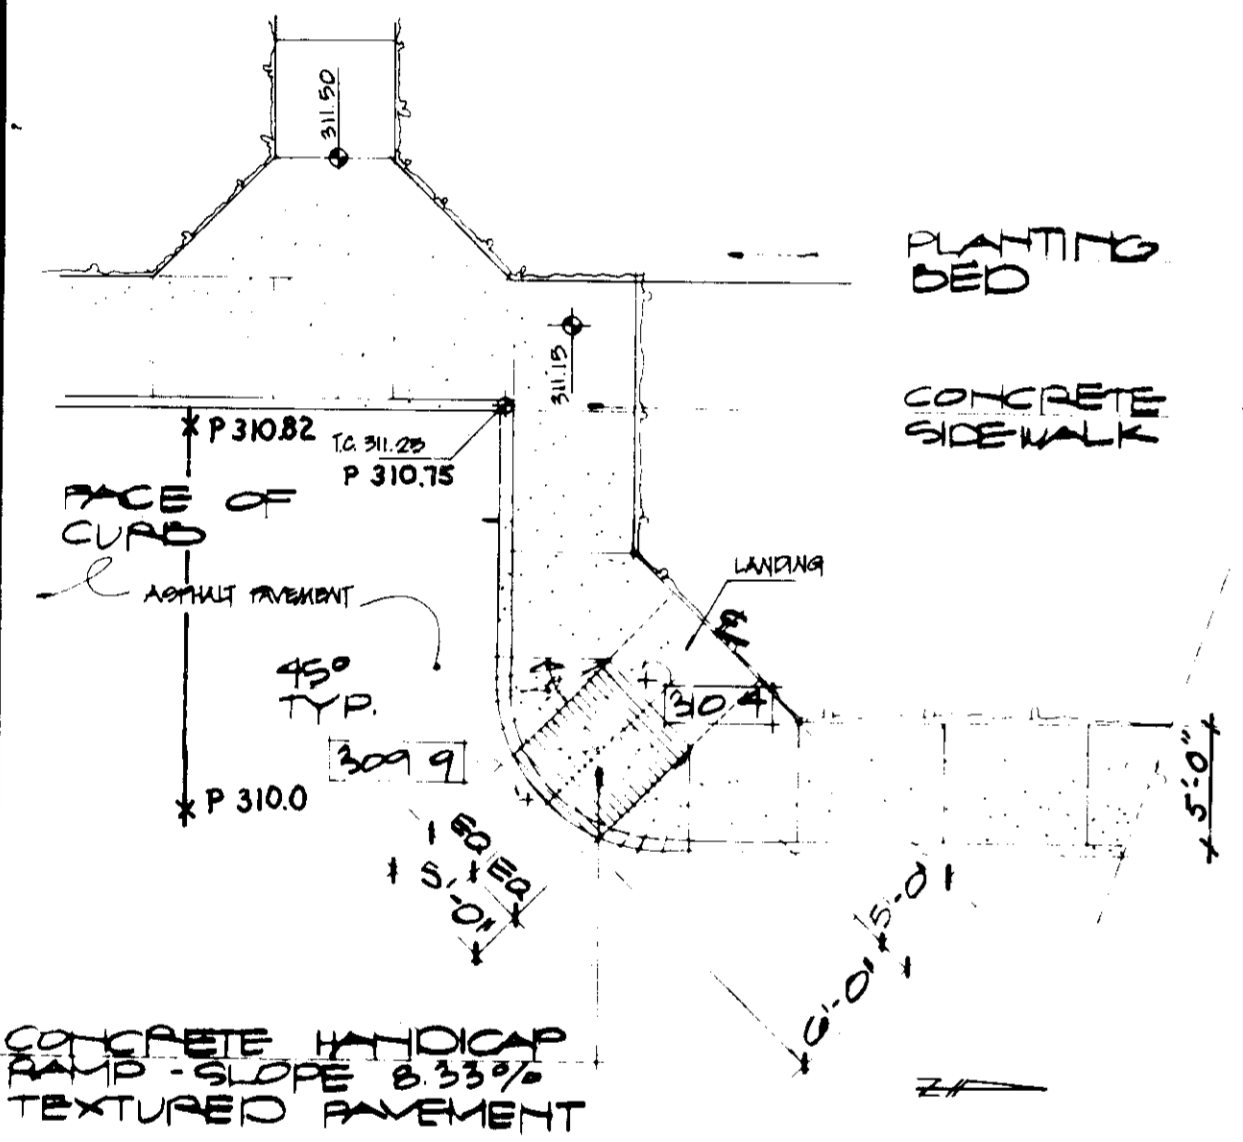 311.50
PLANTING
BED
311.15
CONCRETE
SIDEWALK
P 310.82
T.C. 311.25
P 310.75
FACE OF
CURB
ASPHALT PAVEMENT
LANDING
45°
TYP.
310 4
309 9
P 310.0
5'-0"
EQ EQ
5'-0"
5'-0"
6'-0"
CONCRETE HANDICAP
RAMP - SLOPE 8.33%
TEXTURED PAVEMENT